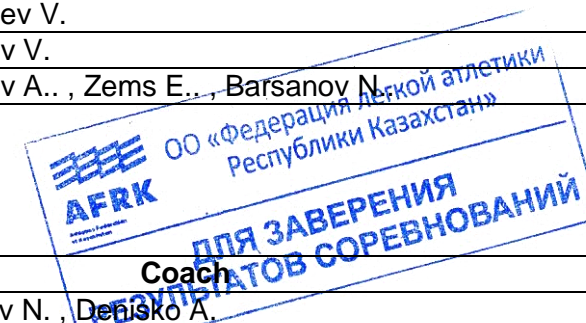 ev V.
v V.
v A.. , Zems E.. , Barsanov N..
ОО «Федерация легкой атлетики
Республики Казахстан»
AFRK
ДЛЯ ЗАВЕРЕНИЯ
РЕЗУЛЬТАТОВ СОРЕВНОВАНИЙ
Coach
v N. , Denisko A.